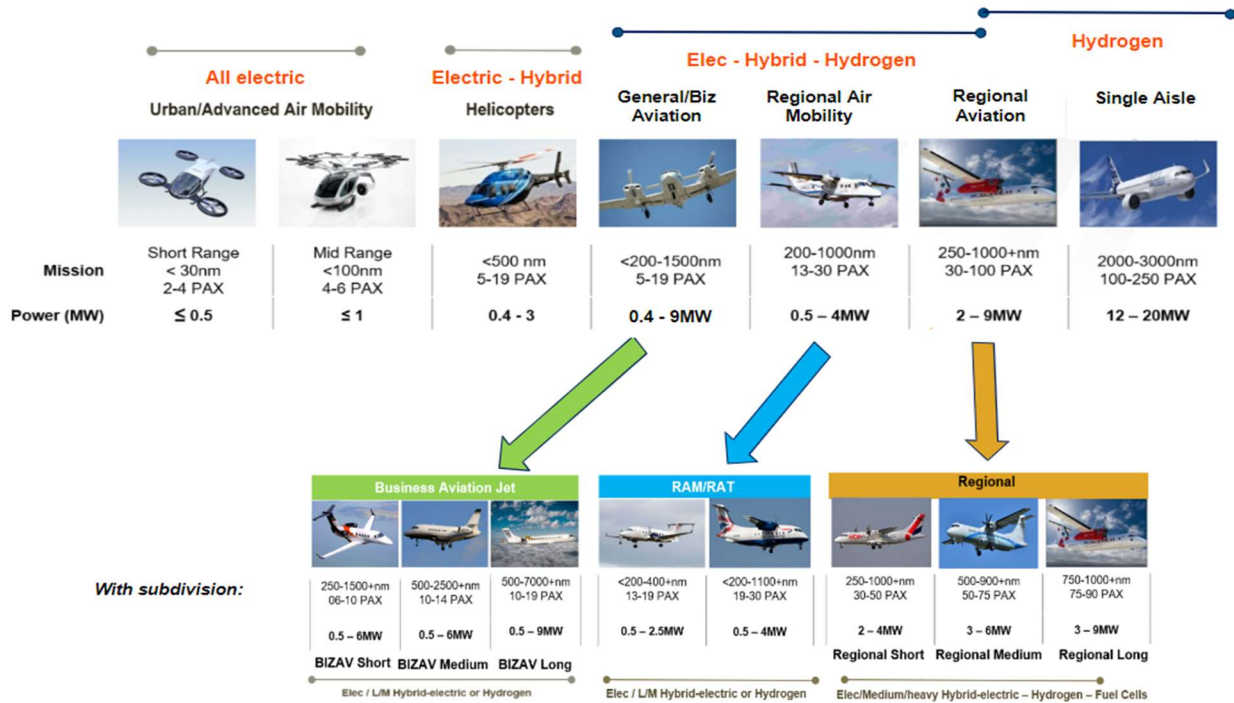 All electric
Electric - Hybrid
Elec - Hybrid - Hydrogen
Hydrogen
Urban/Advanced Air Mobility
Helicopters
General/Biz
Aviation
Regional Air
Mobility
Regional
Aviation
Single Aisle
Mission
Short Range
< 30nm
2-4 PAX
Mid Range
<100nm
4-6 PAX
<500 nm
5-19 PAX
<200-1500nm
5-19 PAX
200-1000nm
13-30 PAX
250-1000+nm
30-100 PAX
2000-3000nm
100-250 PAX
Power (MW)
≤ 0.5
≤ 1
0.4 - 3
0.4 - 9MW
0.5 – 4MW
2 – 9MW
12 – 20MW
Business Aviation Jet
RAM/RAT
Regional
With subdivision:
250-1500+nm
06-10 PAX
500-2500+nm
10-14 PAX
500-7000+nm
10-19 PAX
<200-400+nm
13-19 PAX
<200-1100+nm
19-30 PAX
250-1000+nm
30-50 PAX
500-900+nm
50-75 PAX
750-1000+nm
75-90 PAX
0.5 – 6MW
0.5 – 6MW
0.5 – 9MW
0.5 – 2.5MW
0.5 – 4MW
2 – 4MW
3 – 6MW
3 – 9MW
BIZAV Short
BIZAV Medium
BIZAV Long
Regional Short
Regional Medium
Regional Long
Elec / L/M Hybrid-electric or Hydrogen
Elec / L/M Hybrid-electric or Hydrogen
Elec/Medium/heavy Hybrid-electric – Hydrogen – Fuel Cells